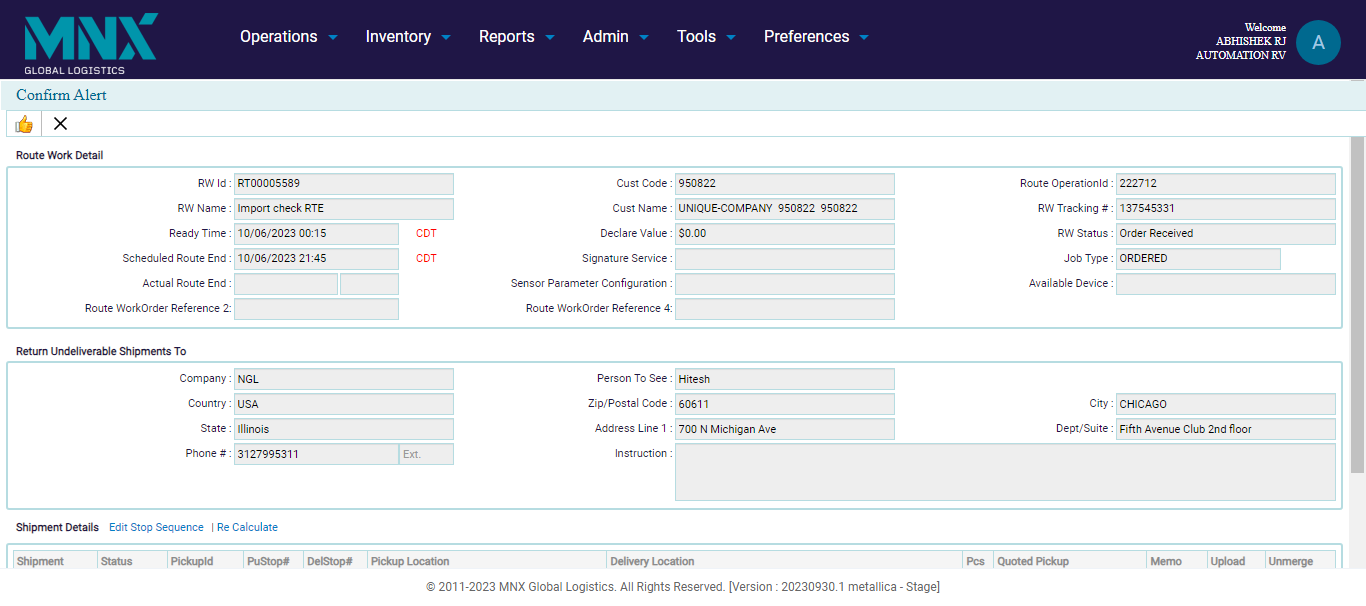 MNX
GLOBAL LOGISTICS
Operations Inventory Reports Admin Tools Preferences
Welcome
ABHISHEK RJ
AUTOMATION RV
A
Confirm Alert
Route Work Detail
RW Id : RT00005589 Cust Code : 950822 Route OperationId : 222712
RW Name : Import check RTE Cust Name : UNIQUE-COMPANY 950822 950822 RW Tracking # : 137545331
Ready Time : 10/06/2023 00:15 CDT Declare Value : $0.00 RW Status : Order Received
Scheduled Route End : 10/06/2023 21:45 CDT Signature Service : Job Type : ORDERED
Actual Route End : Sensor Parameter Configuration : Available Device :
Route WorkOrder Reference 2: Route WorkOrder Reference 4:
Return Undeliverable Shipments To
Company : NGL Person To See : Hitesh
Country : USA Zip/Postal Code : 60611 City : CHICAGO
State : Illinois Address Line 1 : 700 N Michigan Ave Dept/Suite : Fifth Avenue Club 2nd floor
Phone # : 3127995311 Ext. Instruction :
Shipment Details Edit Stop Sequence | Re Calculate
Shipment Status PickupId PuStop# DelStop# Pickup Location Delivery Location Pcs Quoted Pickup Memo Upload Unmerge
© 2011-2023 MNX Global Logistics. All Rights Reserved. [Version : 20230930.1 metallica - Stage]